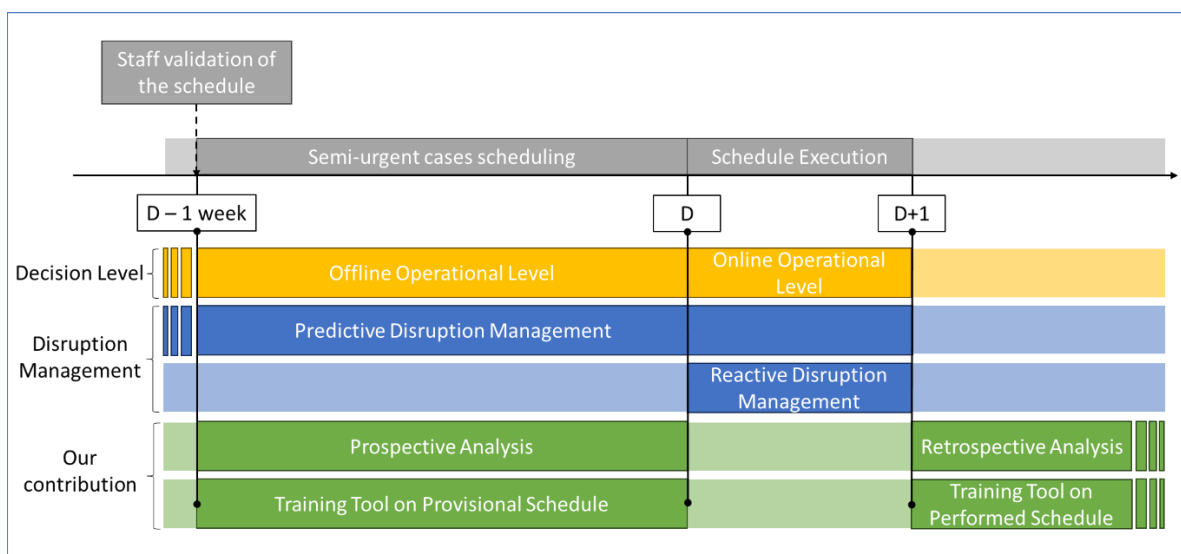 Staff validation of
the schedule
Semi-urgent cases scheduling
Schedule Execution
D – 1 week
D
D+1
Decision Level
Offline Operational Level
Online Operational
Level
Disruption
Management
Predictive Disruption Management
Reactive Disruption
Management
Our
contribution
Prospective Analysis
Retrospective Analysis
Training Tool on Provisional Schedule
Training Tool on
Performed Schedule